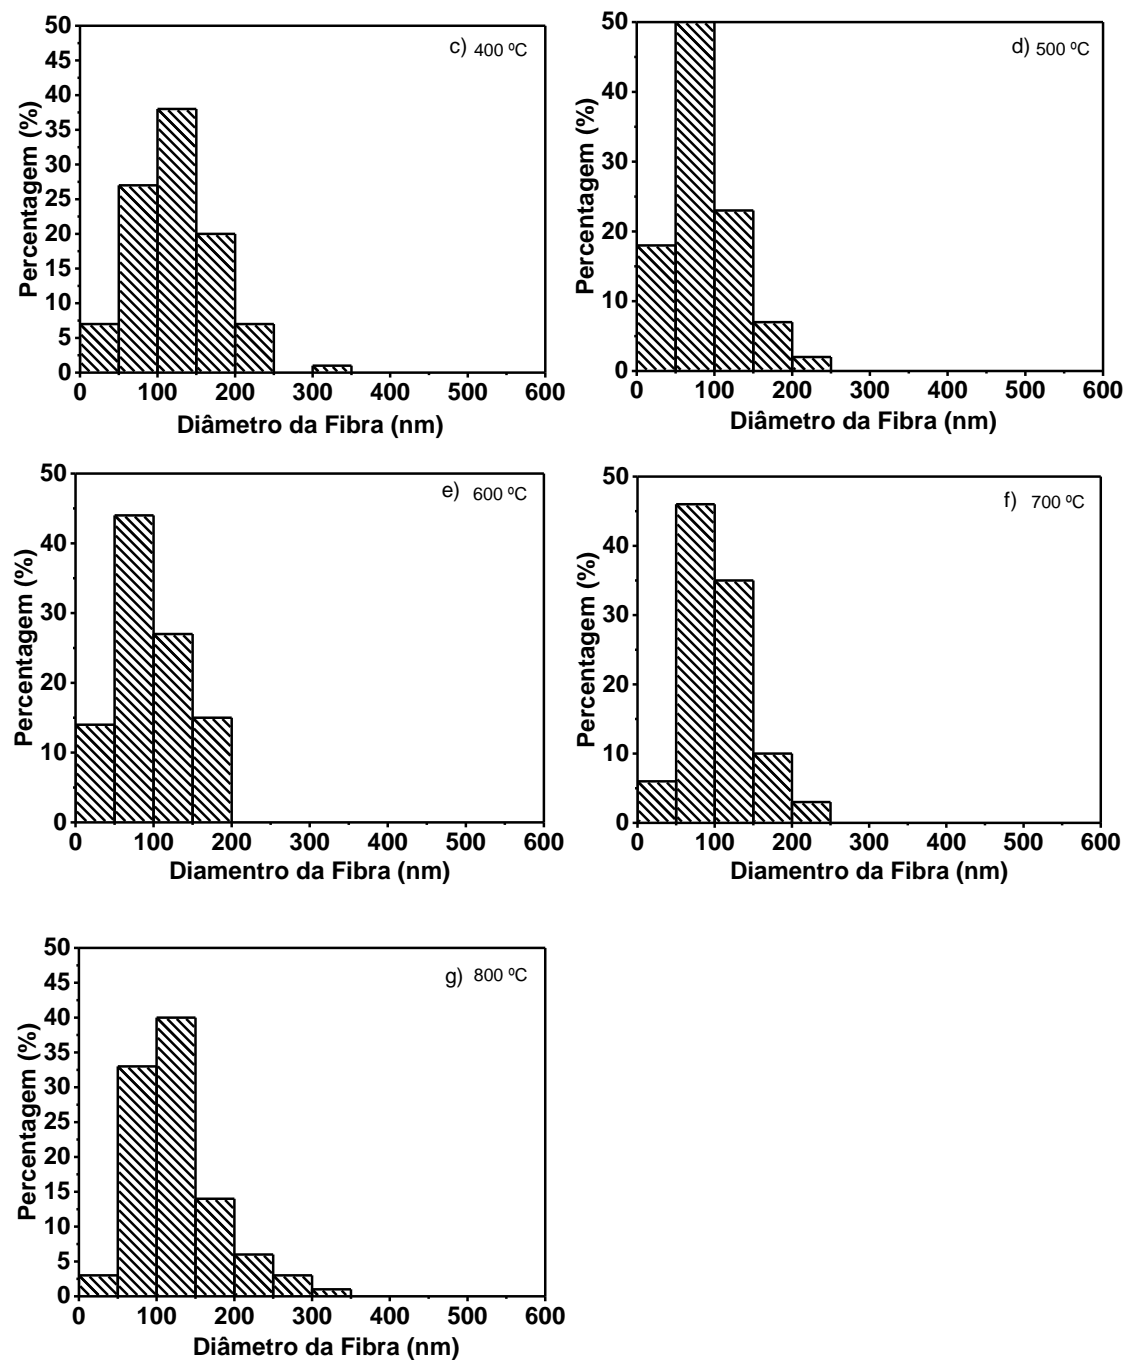 c) 400 ºC
Percentagem (%)
50
45
40
35
30
25
20
15
10
5
0
0 100 200 300 400 500 600
Diâmetro da Fibra (nm)
d) 500 ºC
Percentagem (%)
50
40
30
20
10
0
0 100 200 300 400 500 600
Diâmetro da Fibra (nm)
e) 600 ºC
Percentagem (%)
50
40
30
20
10
0
0 100 200 300 400 500 600
Diamentro da Fibra (nm)
f) 700 ºC
Percentagem (%)
50
40
30
20
10
0
0 100 200 300 400 500 600
Diamentro da Fibra (nm)
g) 800 ºC
Percentagem (%)
50
45
40
35
30
25
20
15
10
5
0
0 100 200 300 400 500 600
Diâmetro da Fibra (nm)